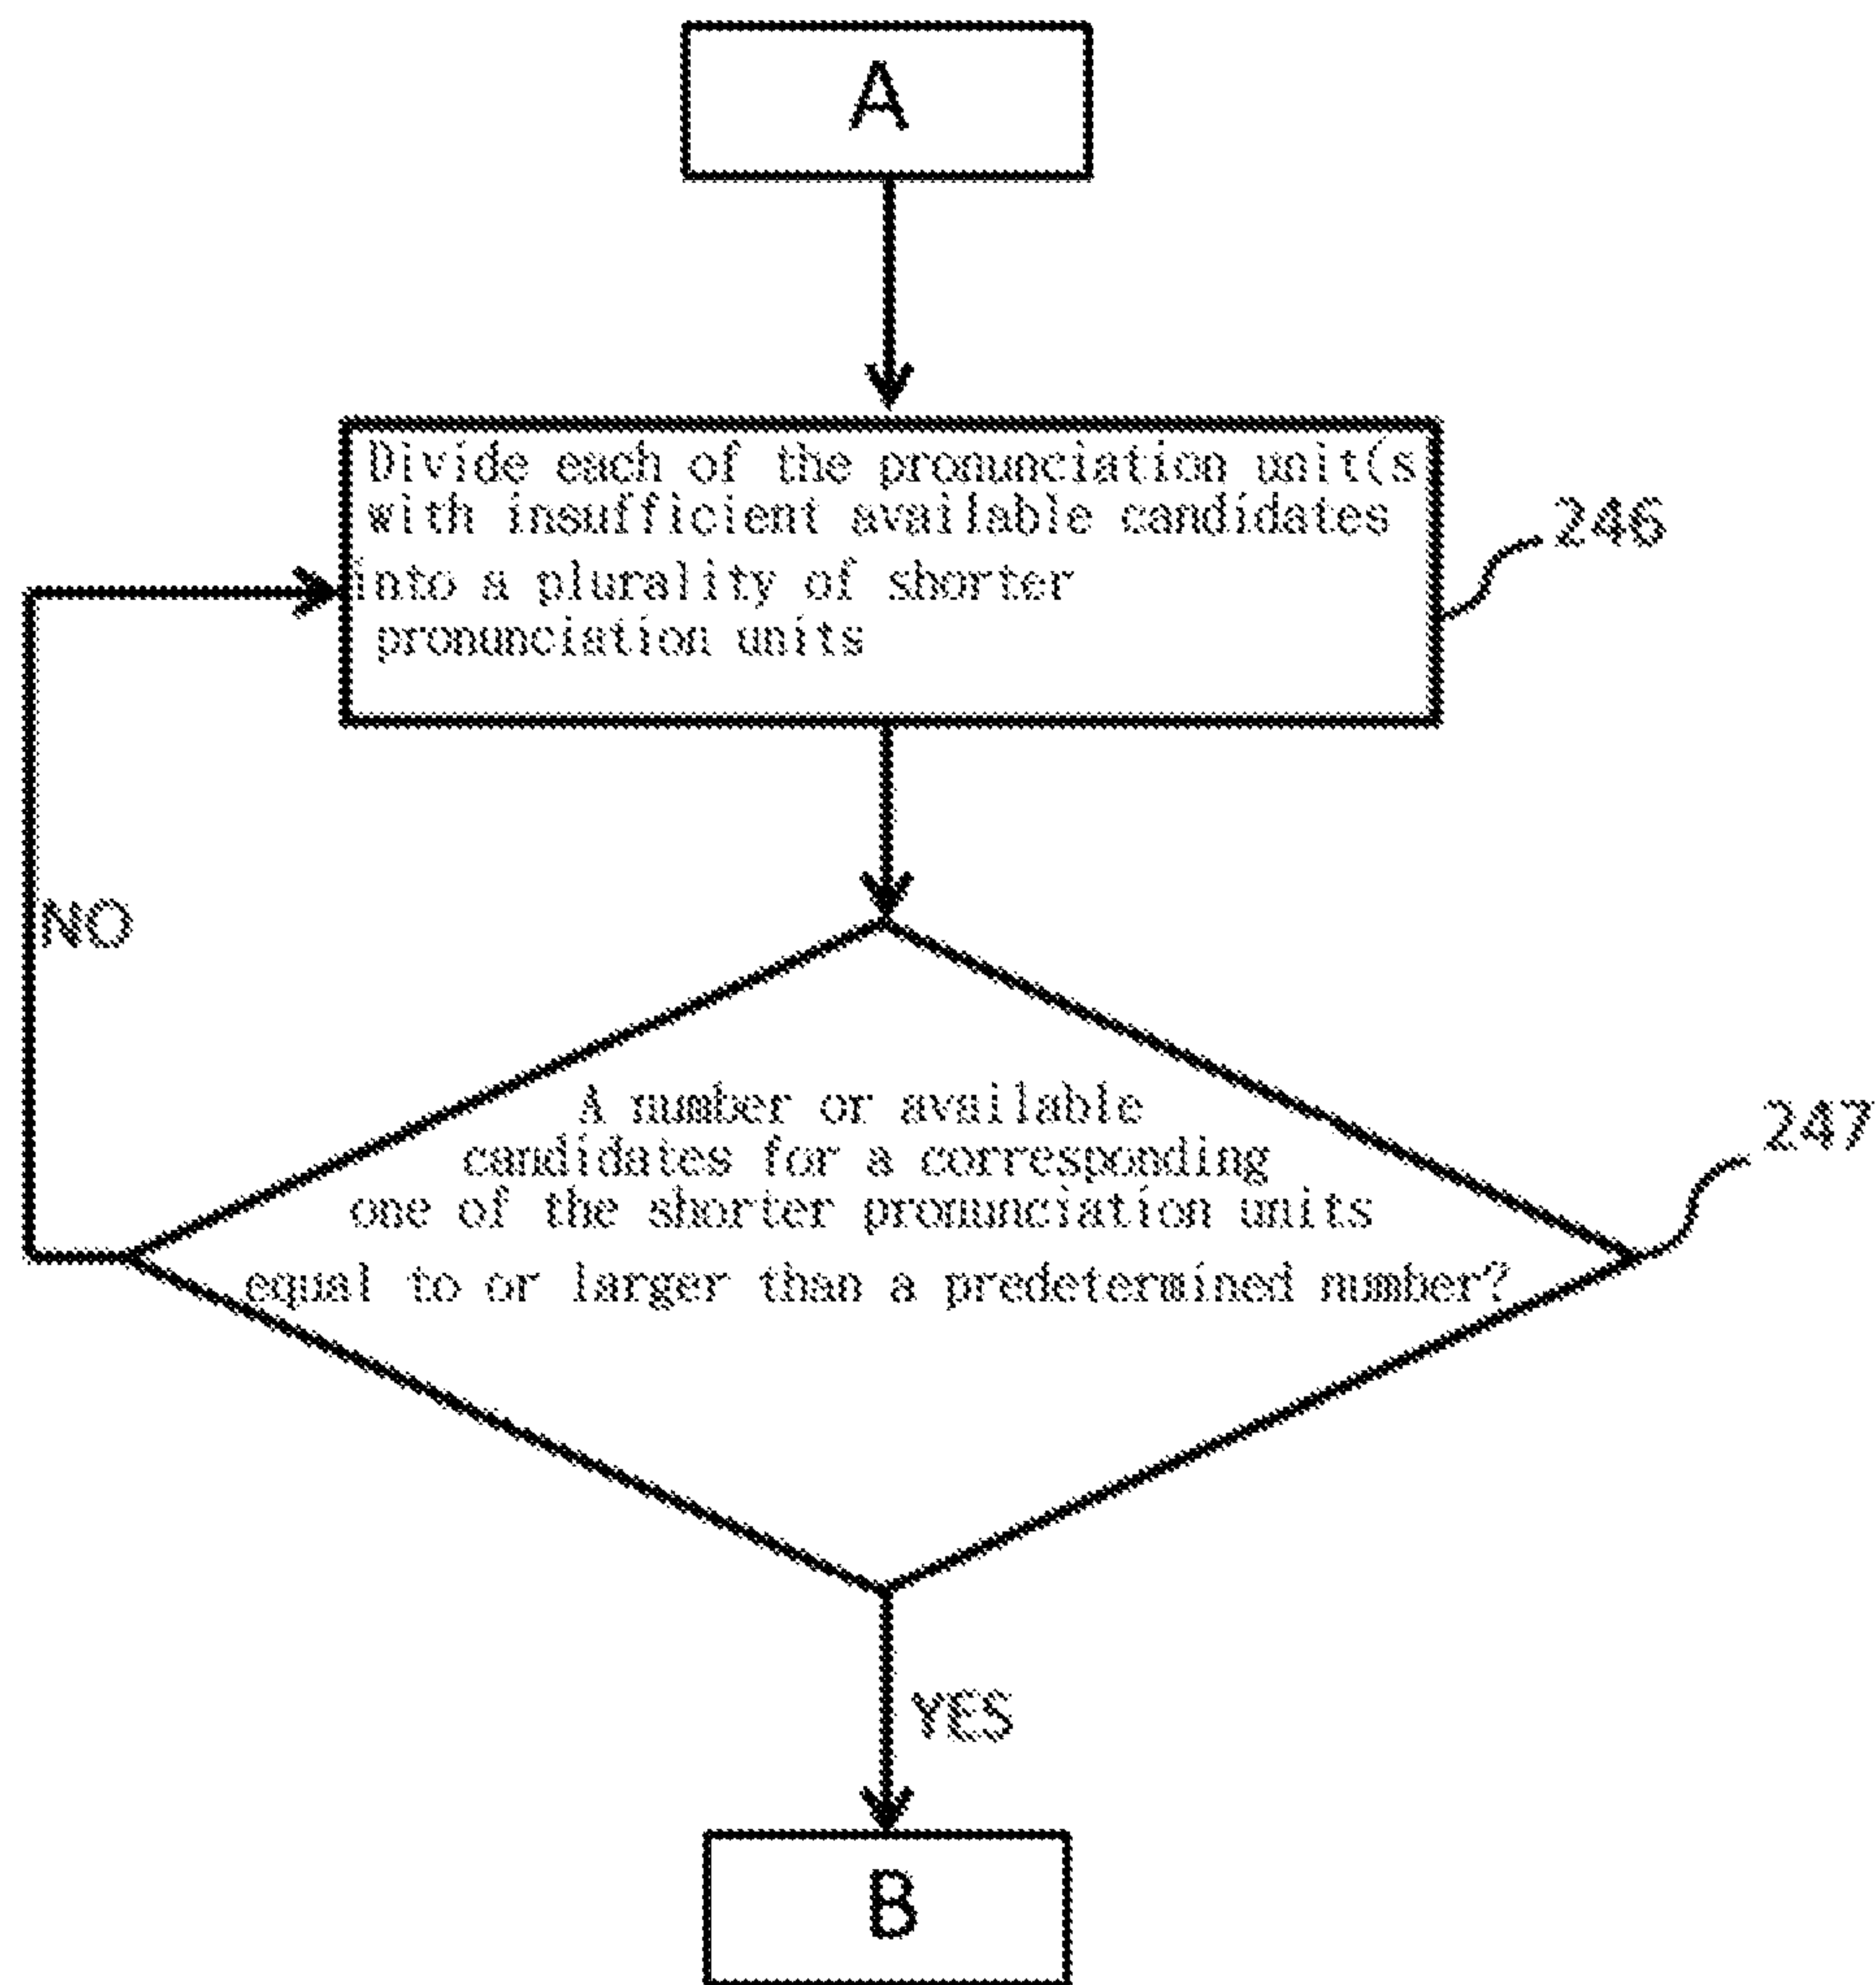 A
Divide each of the pronunciation unit(s
with insufficient available candidates
246
into a plurality of shorter
pronunciation units
NO
A number or available
247
candidates for a corresponding
one of the shorter pronunciation units
equal to or larger than a predetermined number?
YES
B